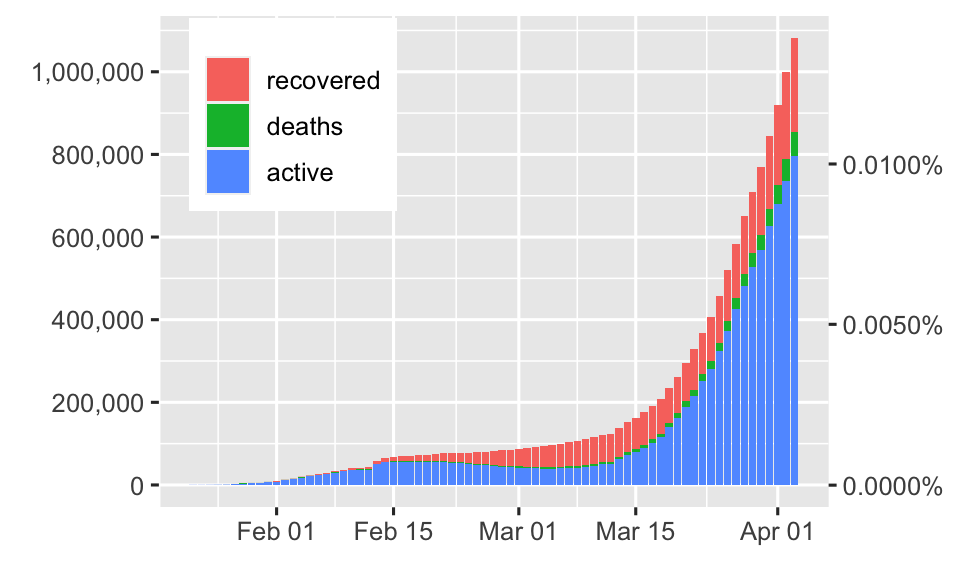 recovered
deaths
active
1,000,000
800,000
600,000
400,000
200,000
0
0.0100%
0.0050%
0.0000%
Feb 01 Feb 15 Mar 01 Mar 15 Apr 01